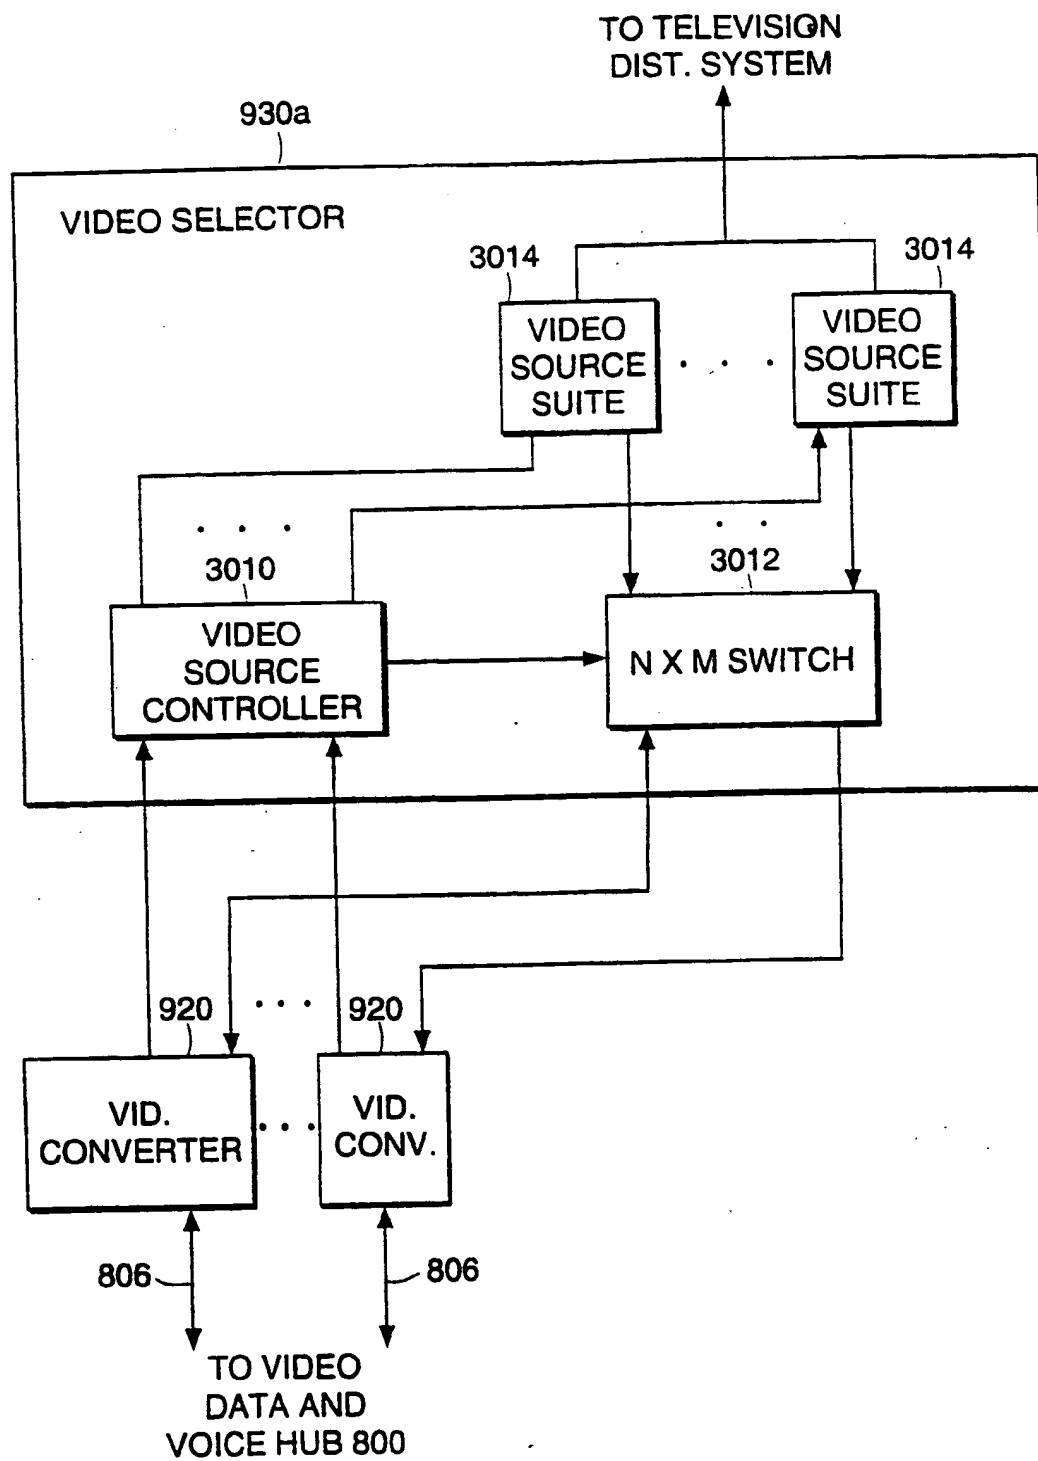 TO TELEVISION
DIST. SYSTEM
930a
VIDEO SELECTOR
3014
3014
VIDEO
SOURCE
SUITE
VIDEO
SOURCE
SUITE
3010
3012
VIDEO
SOURCE
CONTROLLER
N X M SWITCH
920
920
VID.
CONVERTER
VID.
CONV.
806
806
TO VIDEO
DATA AND
VOICE HUB 800